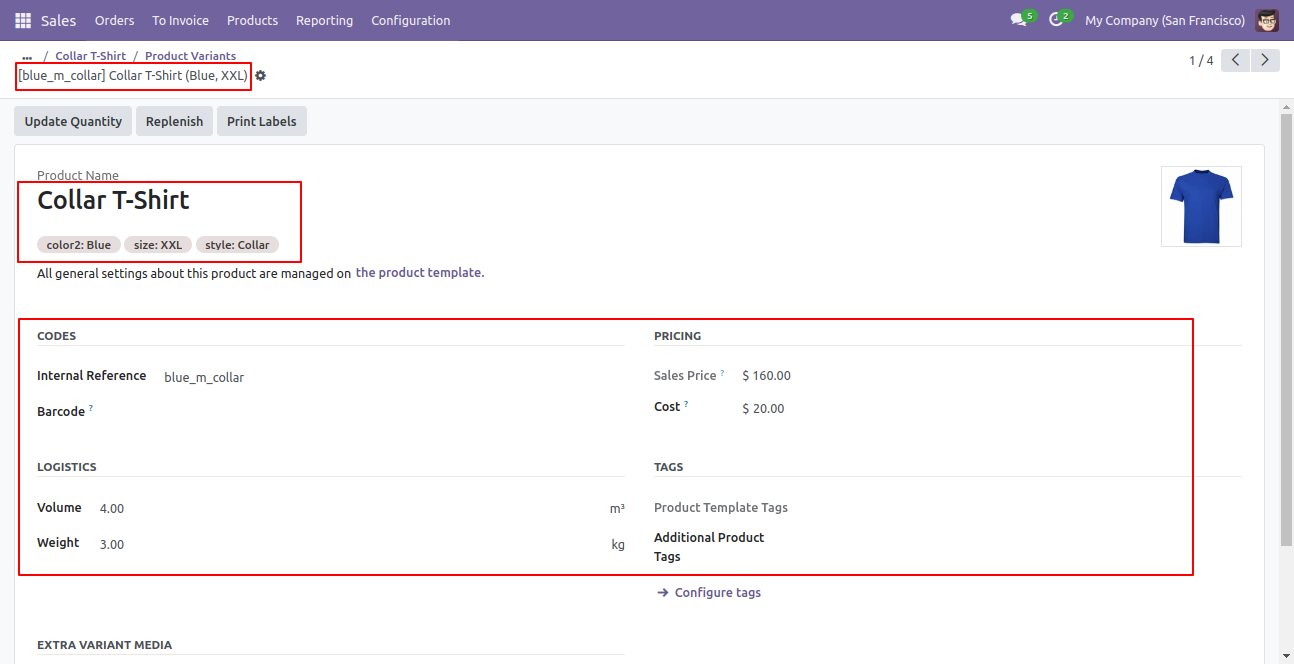 Sales Orders To Invoice Products Reporting Configuration 5 2 My Company (San Francisco)
... / Collar T-Shirt / Product Variants
[blue_m_collar] Collar T-Shirt (Blue, XXL)
1 / 4
Update Quantity Replenish Print Labels
Product Name
Collar T-Shirt
color2: Blue size: XXL style: Collar
All general settings about this product are managed on the product template.
CODES
Internal Reference blue_m_collar
Barcode ?
PRICING
Sales Price ? $ 160.00
Cost ? $ 20.00
LOGISTICS
Volume 4.00 m³
Weight 3.00 kg
TAGS
Product Template Tags
Additional Product
Tags
→ Configure tags
EXTRA VARIANT MEDIA